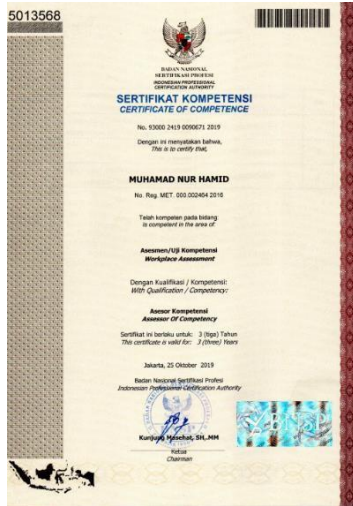 5013568
BADAN NASIONAL
SERTIFIKASI PROFESI
INDONESIAN PROFESSIONAL
CERTIFICATION AUTHORITY
SERTIFIKAT KOMPETENSI
CERTIFICATE OF COMPETENCE
No. 93000 2419 0090671 2019
Dengan ini menyatakan bahwa,
This is to certify that,
MUHAMAD NUR HAMID
No. Reg. MET. 000.002464 2016
Telah kompeten pada bidang
is competent in the area of:
Asesmen/Uji Kompetensi
Workplace Assessment
Dengan Kualifikasi / Kompetensi:
With Qualification / Competency:
Asesor Kompetensi
Assessor Of Competency
Sertifikat ini berlaku untuk: 3 (tiga) Tahun
This certificate is valid for: 3 (three) Years
Jakarta, 25 Oktober 2019
Badan Nasional Sertifikasi Profesi
Indonesian Professional Certification Authority
Kunjung Masehat, SH.,MM
Ketua
Chairman